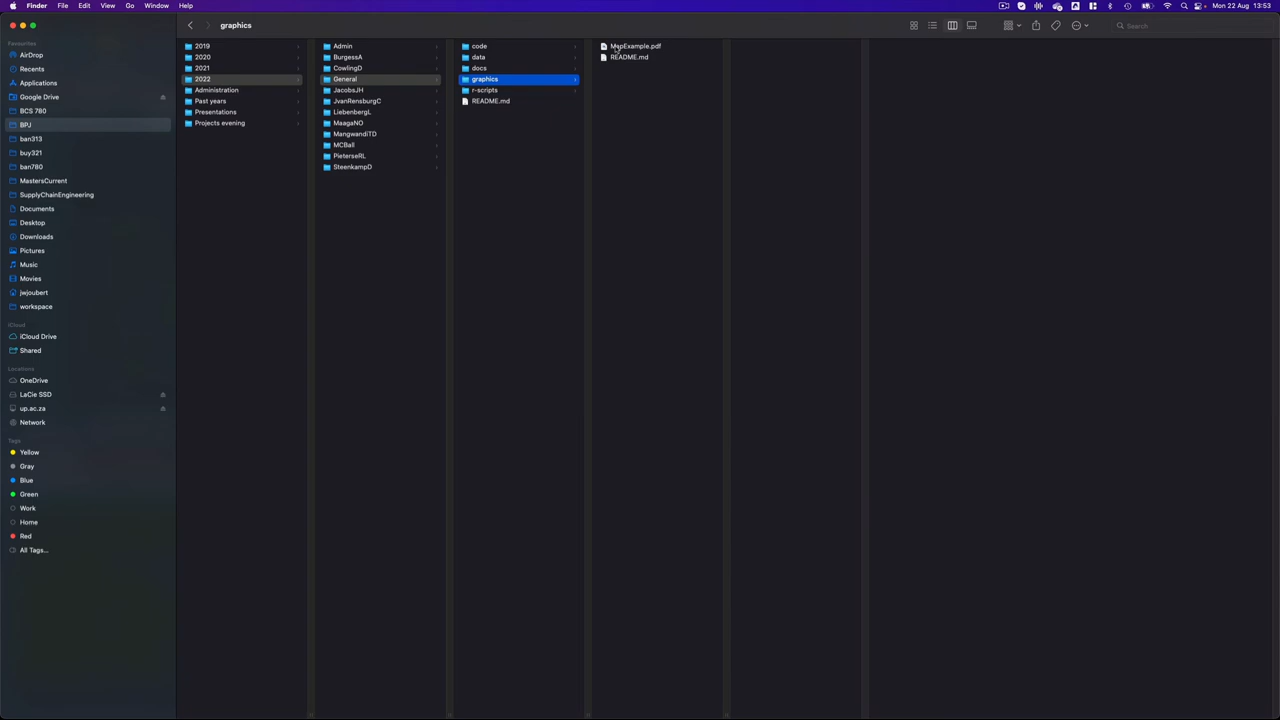 Finder File Edit View Go Window Help Mon 22 Aug 13:53
graphics
Search
Favourites
AirDrop
Recents
Applications
Google Drive
BCS 780
BPJ
ban313
buy321
ban780
MastersCurrent
SupplyChainEngineering
Documents
Desktop
Downloads
Pictures
Music
Movies
jwjoubert
workspace
iCloud
iCloud Drive
Shared
Locations
OneDrive
LaCie SSD
up.ac.za
Network
Tags
Yellow
Gray
Blue
Green
Work
Home
Red
All Tags...
2019
2020
2021
2022
Administration
Past years
Presentations
Projects evening
Admin
BurgessA
CowlingD
General
JacobsJH
JvanRensburgC
LiebenbergL
MaagaNO
MangwandiTD
MCBall
PieterseRL
SteenkampD
code
data
docs
graphics
r-scripts
README.md
MapExample.pdf
README.md